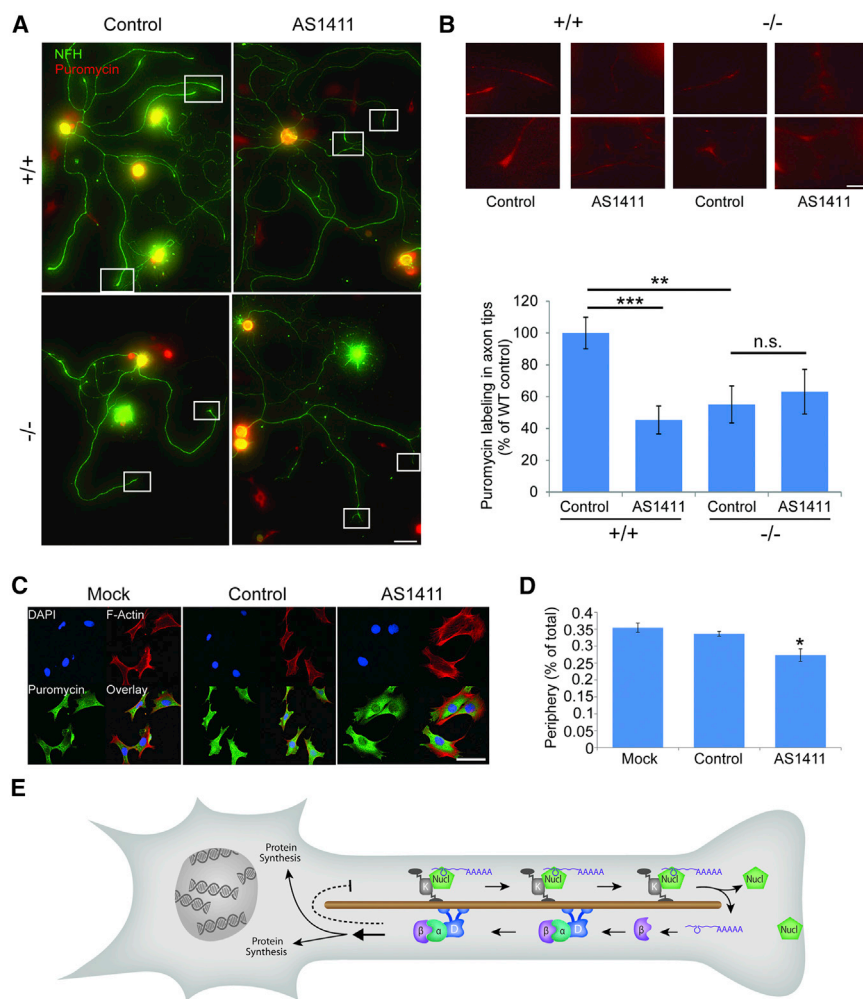 A
Control
AS1411
NFH
Puromycin
+/+
-/-
B
+/+
-/-
Control
AS1411
Control
AS1411
Puromycin labeling in axon tips
(% of WT control)
120
100
80
60
40
20
0
**
***
n.s.
Control
AS1411
Control
AS1411
+/+
-/-
C
Mock
Control
AS1411
DAPI
F-Actin
Puromycin
Overlay
D
Periphery (% of total)
0.35
0.3
0.25
0.2
0.15
0.1
0.05
0
*
Mock
Control
AS1411
E
Protein
Synthesis
Protein
Synthesis
K
Nucl
AAAAA
K
Nucl
AAAAA
K
Nucl
AAAAA
Nucl
β
α
D
β
α
D
β
AAAAA
Nucl